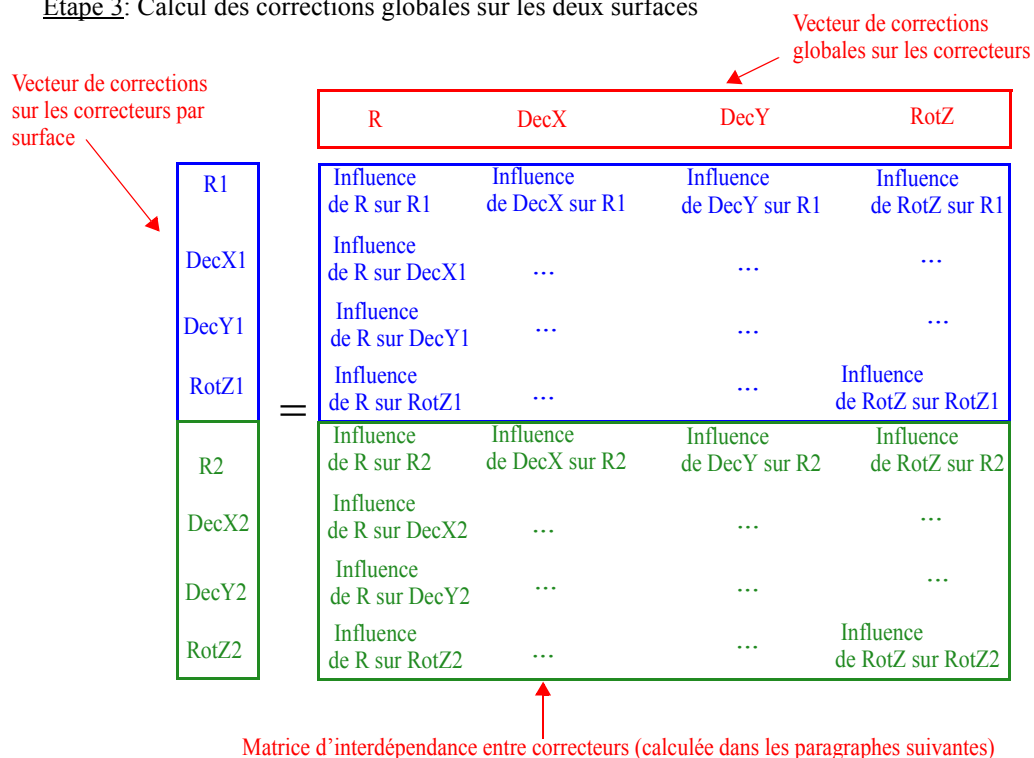 Etape 3: Calcul des corrections globales sur les deux surfaces
Vecteur de corrections
globales sur les correcteurs
Vecteur de corrections
sur les correcteurs par
surface
R DecX DecY RotZ
R1
Influence Influence Influence Influence
de R sur R1 de DecX sur R1 de DecY sur R1 de RotZ sur R1
DecX1
Influence
de R sur DecX1 ... ... ...
DecY1
Influence
de R sur DecY1 ... ... ...
RotZ1
Influence Influence
de R sur RotZ1 ... ... de RotZ sur RotZ1
=
R2
Influence Influence Influence Influence
de R sur R2 de DecX sur R2 de DecY sur R2 de RotZ sur R2
DecX2
Influence
de R sur DecX2 ... ... ...
DecY2
Influence
de R sur DecY2 ... ... ...
RotZ2
Influence Influence
de R sur RotZ2 ... ... de RotZ sur RotZ2
Matrice d’interdépendance entre correcteurs (calculée dans les paragraphes suivantes)